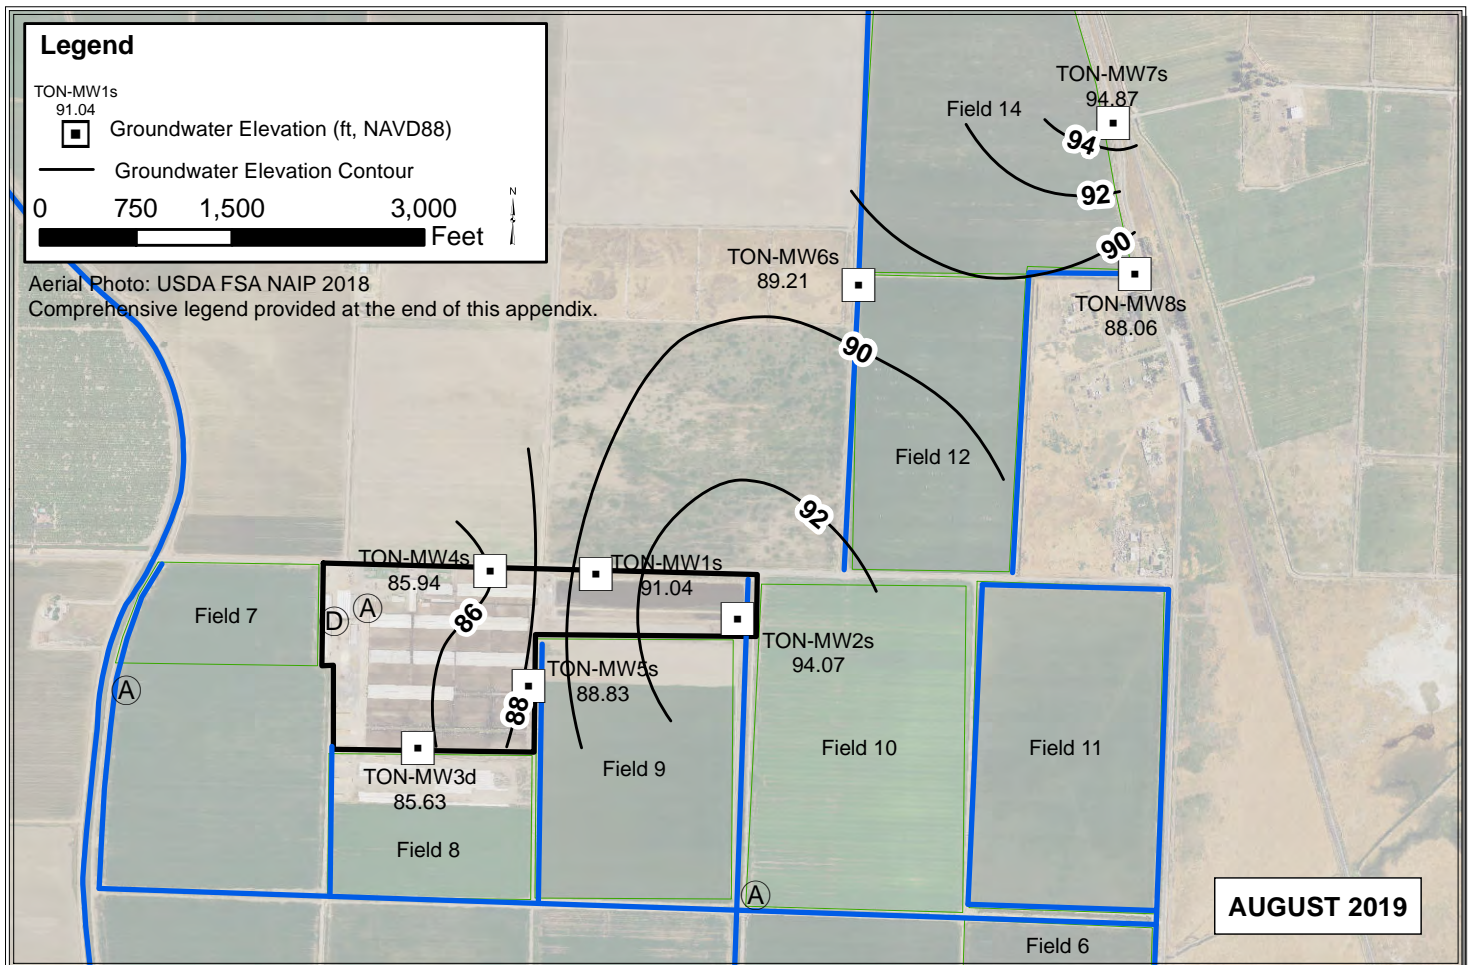 Legend
TON-MW1s
91.04
Groundwater Elevation (ft, NAVD88)
Groundwater Elevation Contour
N
0 750 1,500 3,000
Feet
Aerial Photo: USDA FSA NAIP 2018
Comprehensive legend provided at the end of this appendix.
TON-MW7s
94.87
Field 14
94
92
90
TON-MW6s
89.21
TON-MW8s
88.06
90
Field 12
92
TON-MW4s
85.94
TON-MW1s
91.04
Field 7
D
A
86
TON-MW2s
94.07
TON-MW5s
88.83
A
88
Field 10
Field 11
Field 9
TON-MW3d
85.63
Field 8
A
AUGUST 2019
Field 6